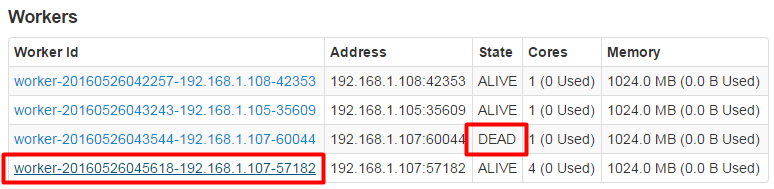 Workers
Worker Id Address State Cores Memory
worker-20160526042257-192.168.1.108-42353 192.168.1.108:42353 ALIVE 1 (0 Used) 1024.0 MB (0.0 B Used)
worker-20160526043243-192.168.1.105-35609 192.168.1.105:35609 ALIVE 1 (0 Used) 1024.0 MB (0.0 B Used)
worker-20160526043544-192.168.1.107-60044 192.168.1.107:60044 DEAD 1 (0 Used) 1024.0 MB (0.0 B Used)
worker-20160526045618-192.168.1.107-57182 192.168.1.107:57182 ALIVE 4 (0 Used) 1024.0 MB (0.0 B Used)